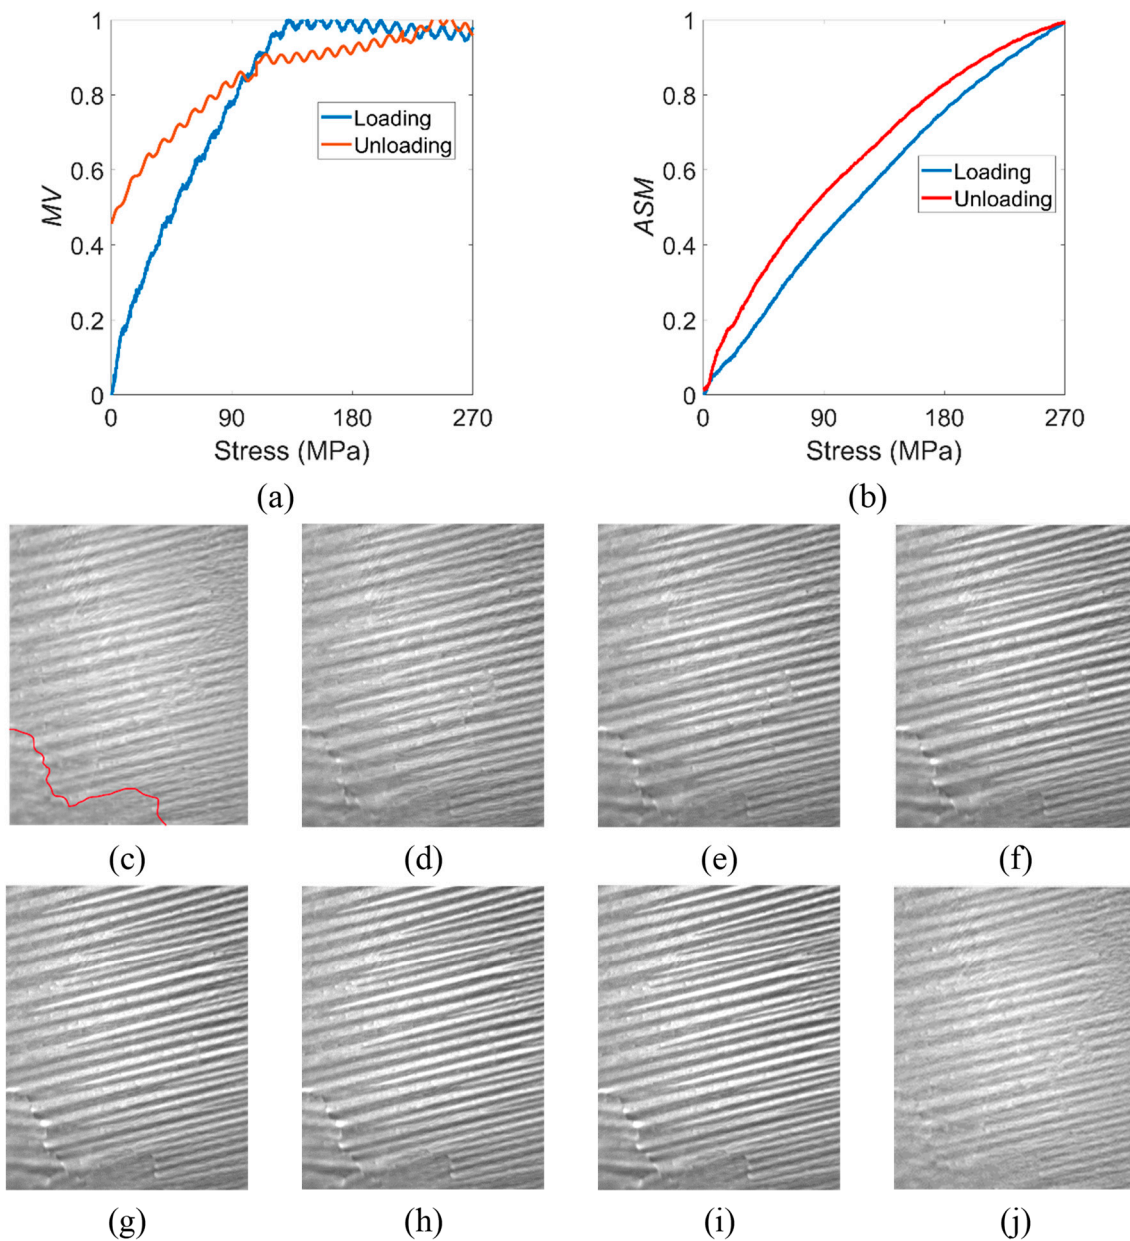 1
0.8
0.6
0.4
0.2
0
MV
Loading
Unloading
0
90
180
270
Stress (MPa)
(a)
1
0.8
0.6
0.4
0.2
0
ASM
Loading
Unloading
0
90
180
270
Stress (MPa)
(b)
(c)
(d)
(e)
(f)
(g)
(h)
(i)
(j)